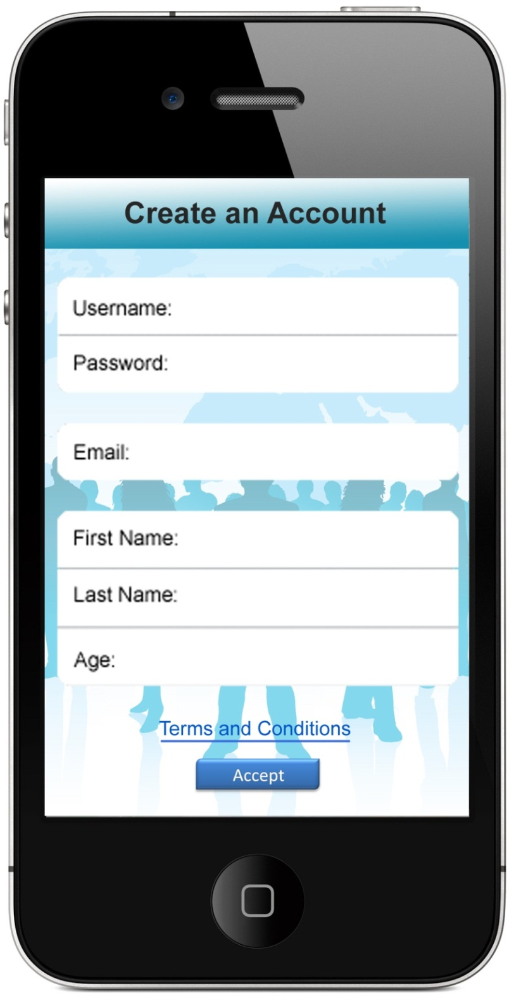 Create an Account
Username:
Password:
Email:
First Name:
Last Name:
Age:
Terms and Conditions
Accept